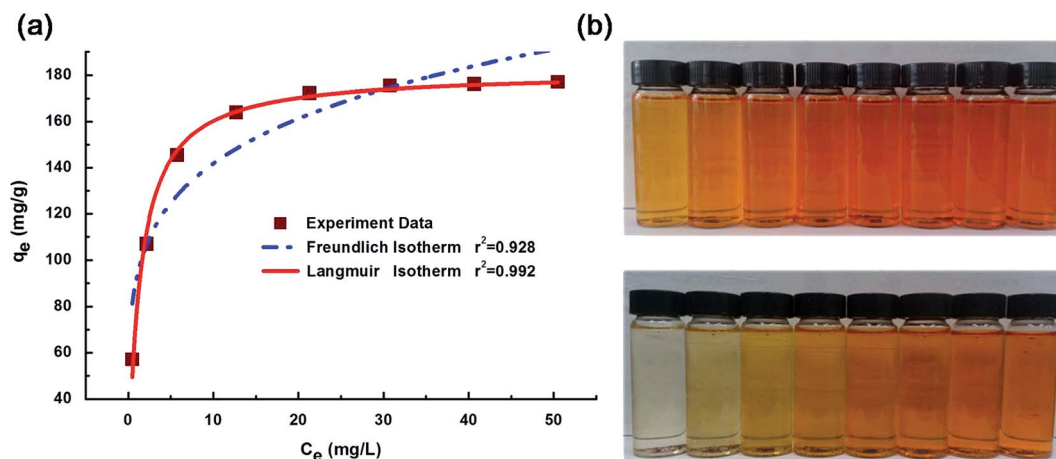 (a)
(b)
180
160
140
120
100
80
60
40
qe (mg/g)
Experiment Data
Freundlich Isotherm r²=0.928
Langmuir Isotherm r²=0.992
0 10 20 30 40 50
Ce (mg/L)